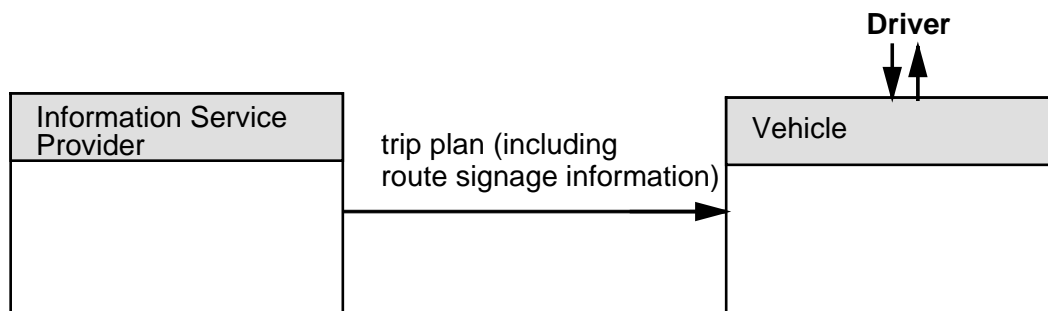 Driver
Information Service
Provider
trip plan (including
route signage information)
Vehicle